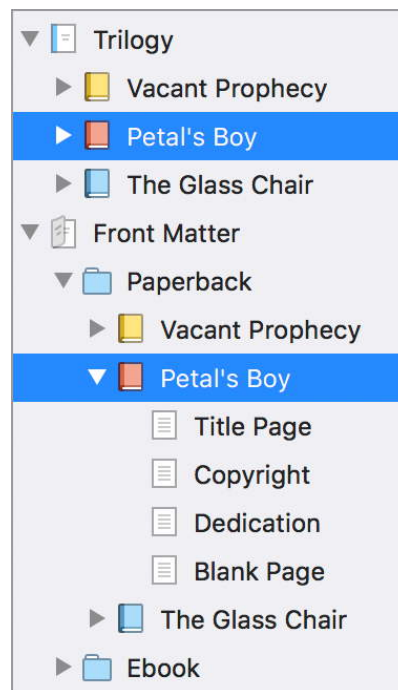 Trilogy
Vacant Prophecy
Petal's Boy
The Glass Chair
Front Matter
Paperback
Vacant Prophecy
Petal's Boy
Title Page
Copyright
Dedication
Blank Page
The Glass Chair
Ebook